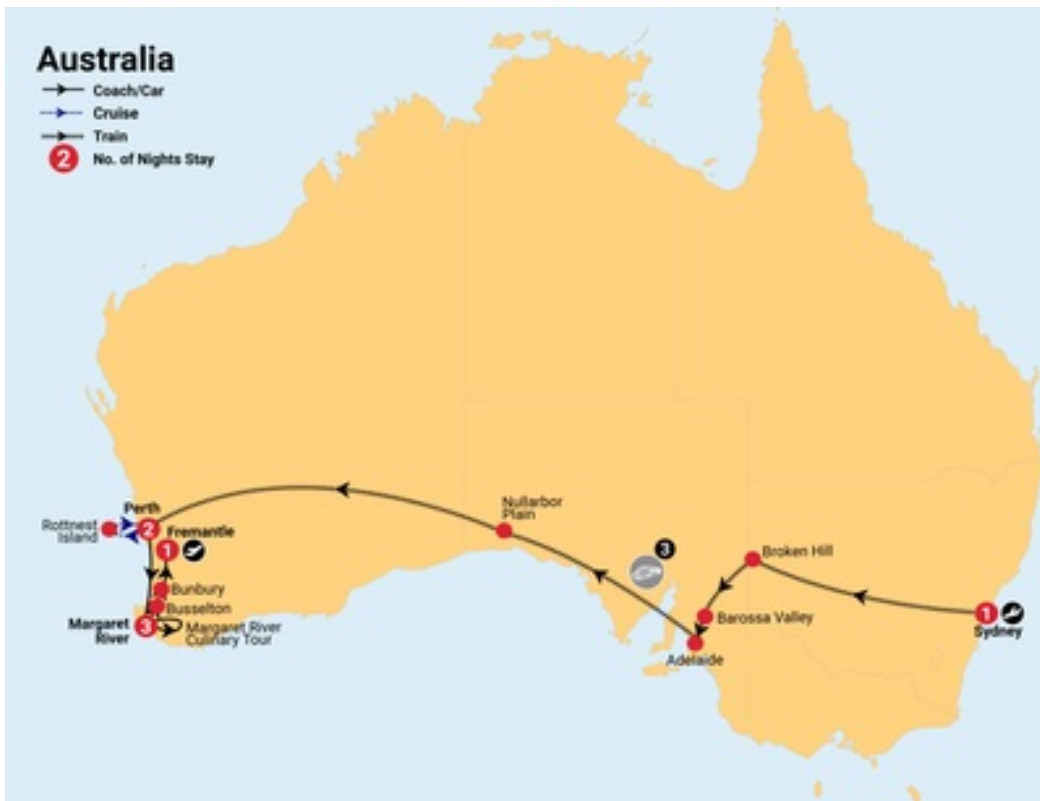 Australia
Coach/Car
Cruise
Train
2 No. of Nights Stay
Perth
2
Rottnest
Island
Fremantle
1
Bunbury
Busselton
Margaret
River
3
Margaret River
Culinary Tour
Nullarbor
Plain
3
Broken Hill
Barossa Valley
Adelaide
1
Sydney